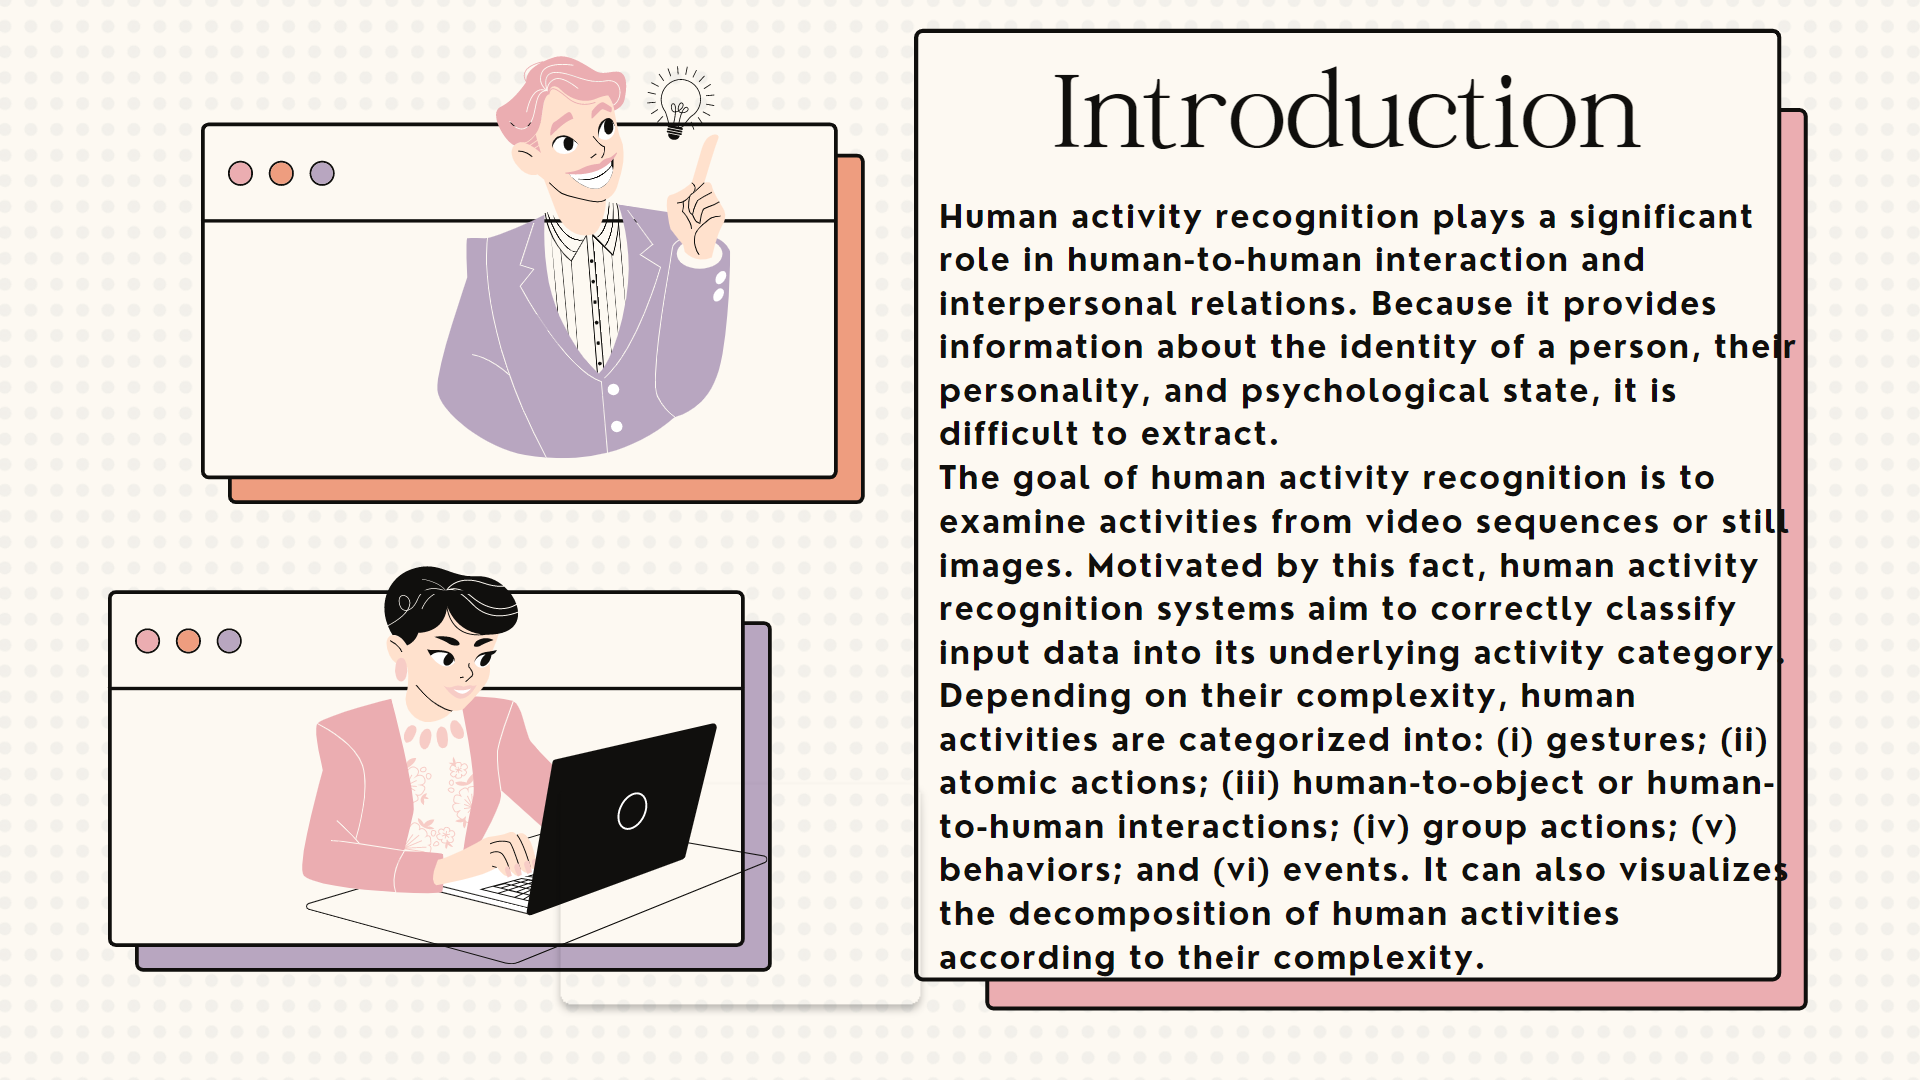 Introduction
Human activity recognition plays a significant
role in human-to-human interaction and
interpersonal relations. Because it provides
information about the identity of a person, their
personality, and psychological state, it is
difficult to extract.
The goal of human activity recognition is to
examine activities from video sequences or still
images. Motivated by this fact, human activity
recognition systems aim to correctly classify
input data into its underlying activity category.
Depending on their complexity, human
activities are categorized into: (i) gestures; (ii)
atomic actions; (iii) human-to-object or human-
to-human interactions; (iv) group actions; (v)
behaviors; and (vi) events. It can also visualizes
the decomposition of human activities
according to their complexity.